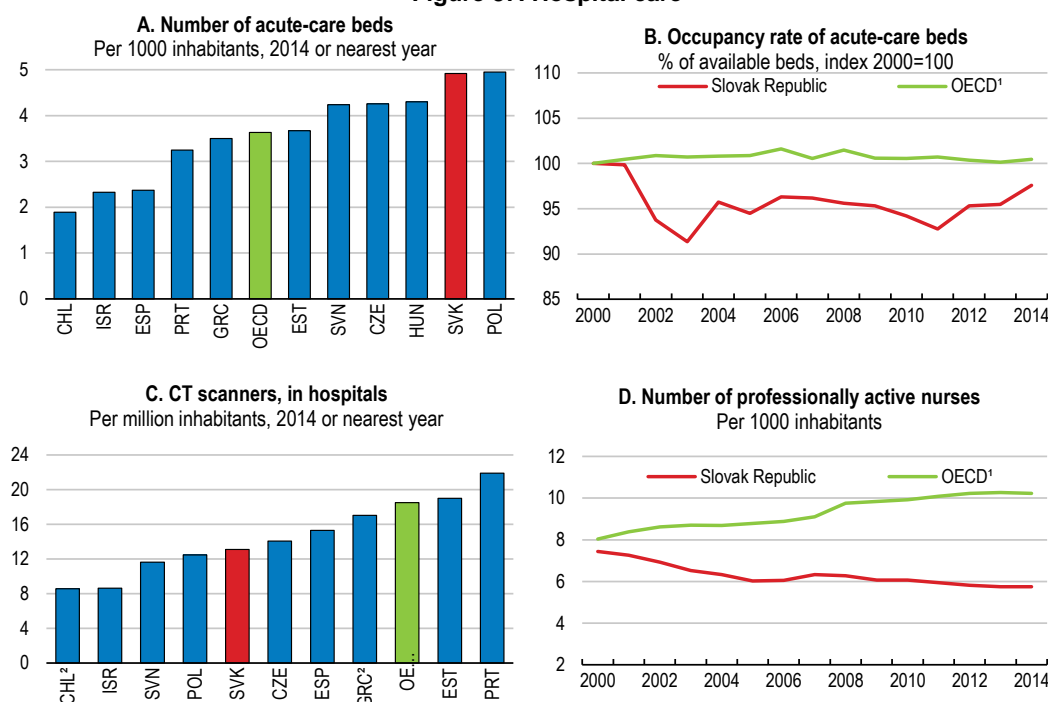 A. Number of acute-care beds
Per 1000 inhabitants, 2014 or nearest year
5
4
3
2
1
0
CHL
ISR
ESP
PRT
GRC
OECD
EST
SVN
CZE
HUN
SVK
POL
B. Occupancy rate of acute-care beds
% of available beds, index 2000=100
Slovak Republic
OECD¹
110
105
100
95
90
85
2000
2002
2004
2006
2008
2010
2012
2014
C. CT scanners, in hospitals
Per million inhabitants, 2014 or nearest year
24
20
16
12
8
4
0
CHL²
ISR
SVN
POL
SVK
CZE
ESP
GRC²
OE...
EST
PRT
D. Number of professionally active nurses
Per 1000 inhabitants
Slovak Republic
OECD¹
12
10
8
6
4
2
2000
2002
2004
2006
2008
2010
2012
2014